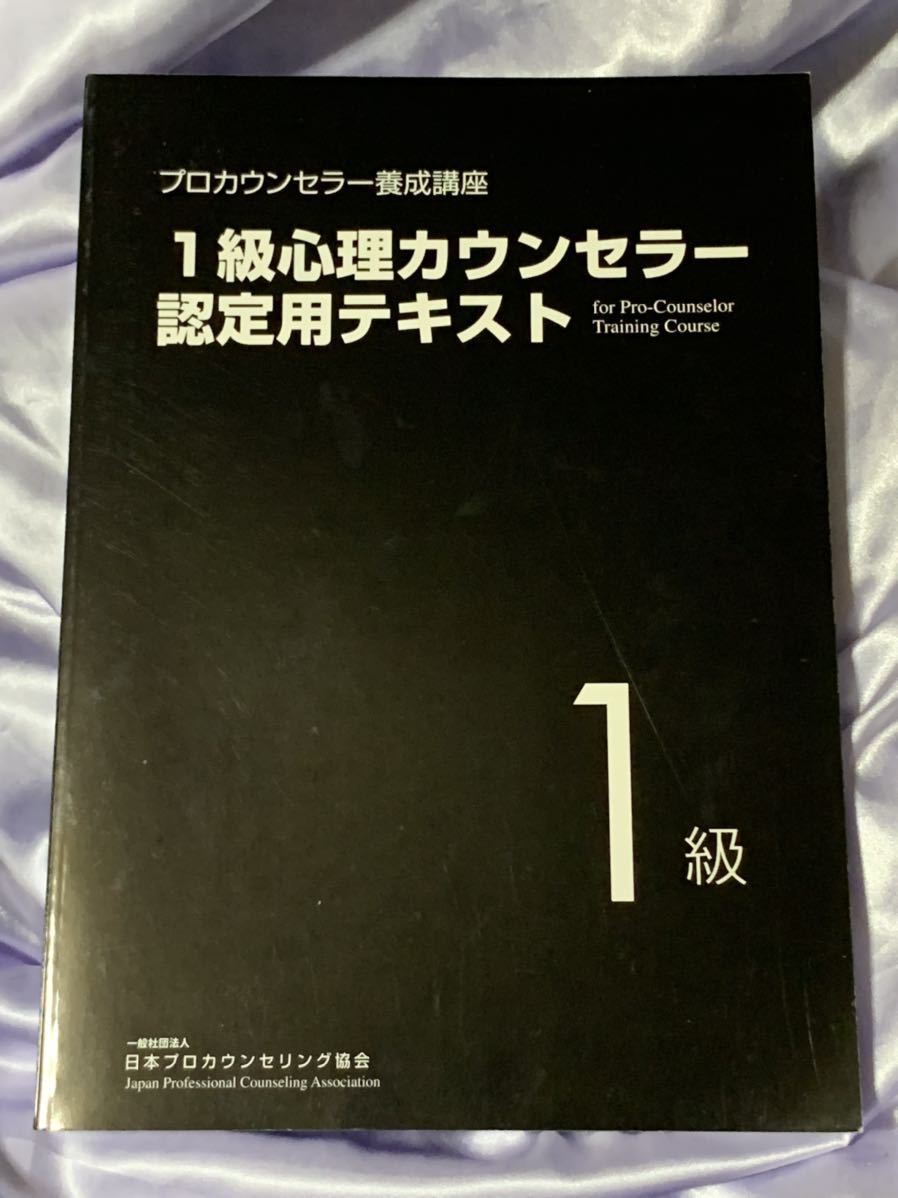 プロカウンセラー養成講座
1級心理カウンセラー
認定用テキスト
for Pro-Counselor
Training Course
1級
一般社団法人
日本プロカウンセリング協会
Japan Professional Counseling Association